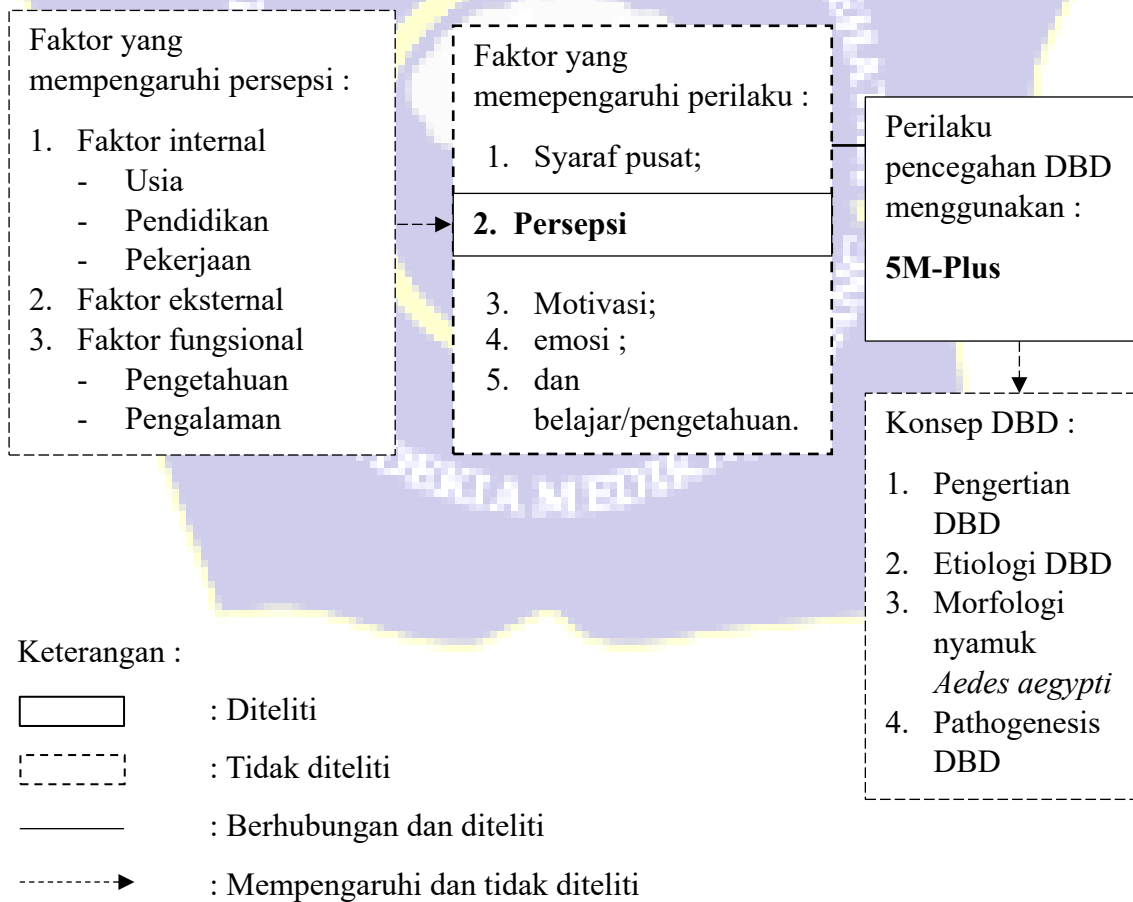 Faktor yang
mempengaruhi persepsi :
1. Faktor internal
- Usia
- Pendidikan
- Pekerjaan
2. Faktor eksternal
3. Faktor fungsional
- Pengetahuan
- Pengalaman
Faktor yang
memepengaruhi perilaku :
1. Syaraf pusat;
2. Persepsi
3. Motivasi;
4. emosi ;
5. dan
belajar/pengetahuan.
Perilaku
pencegahan DBD
menggunakan :
5M-Plus
Konsep DBD :
1. Pengertian
DBD
2. Etiologi DBD
3. Morfologi
nyamuk
Aedes aegypti
4. Pathogenesis
DBD
Keterangan :
: Diteliti
: Tidak diteliti
: Berhubungan dan diteliti
: Mempengaruhi dan tidak diteliti